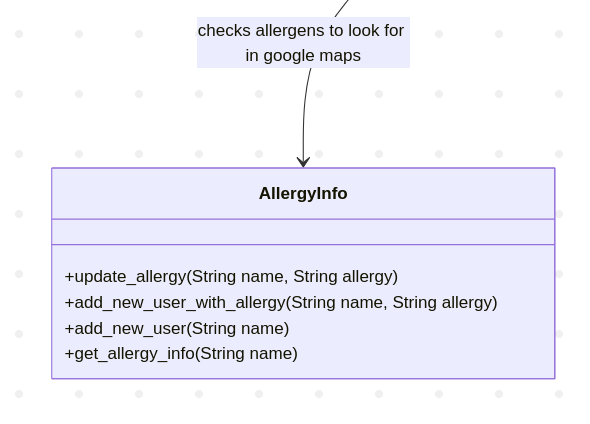 checks allergens to look for
in google maps
AllergyInfo
+update_allergy(String name, String allergy)
+add_new_user_with_allergy(String name, String allergy)
+add_new_user(String name)
+get_allergy_info(String name)